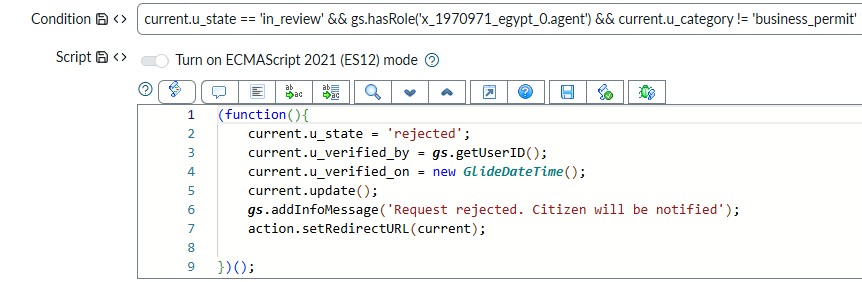 Condition current.u_state == 'in_review' && gs.hasRole('x_1970971_egypt_0.agent') && current.u_category != 'business_permit'
Script Turn on ECMAScript 2021 (ES12) mode
1 (function(){
2 current.u_state = 'rejected';
3 current.u_verified_by = gs.getUserID();
4 current.u_verified_on = new GlideDateTime();
5 current.update();
6 gs.addInfoMessage('Request rejected. Citizen will be notified');
7 action.setRedirectURL(current);
8
9 })();